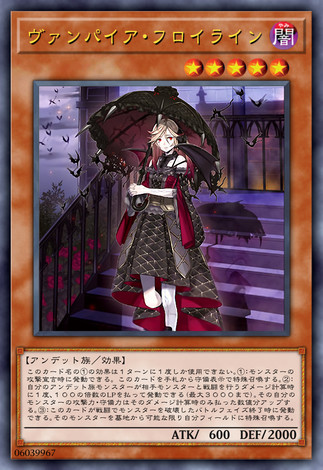 ヴァンパイア・フロイライン
闇
やみ
【アンデット族／効果】
このカード名の①の効果は１ターンに１度しか使用できない。①：モンスターの
攻撃宣言時に発動できる。このカードを手札から守備表示で特殊召喚する。②：
自分のアンデット族モンスターが相手モンスターと戦闘を行うダメージ計算時
に１度、１００の倍数のLPを払って発動できる（最大３０００まで）。その自分のモ
ンスターの攻撃力・守備力はそのダメージ計算時のみ払った数値分アップす
る。③：このカードが戦闘でモンスターを破壊したバトルフェイズ終了時に発動
できる。そのモンスターを墓地から可能な限り自分フィールドに特殊召喚する。
ATK/ 600 DEF/2000
06039967